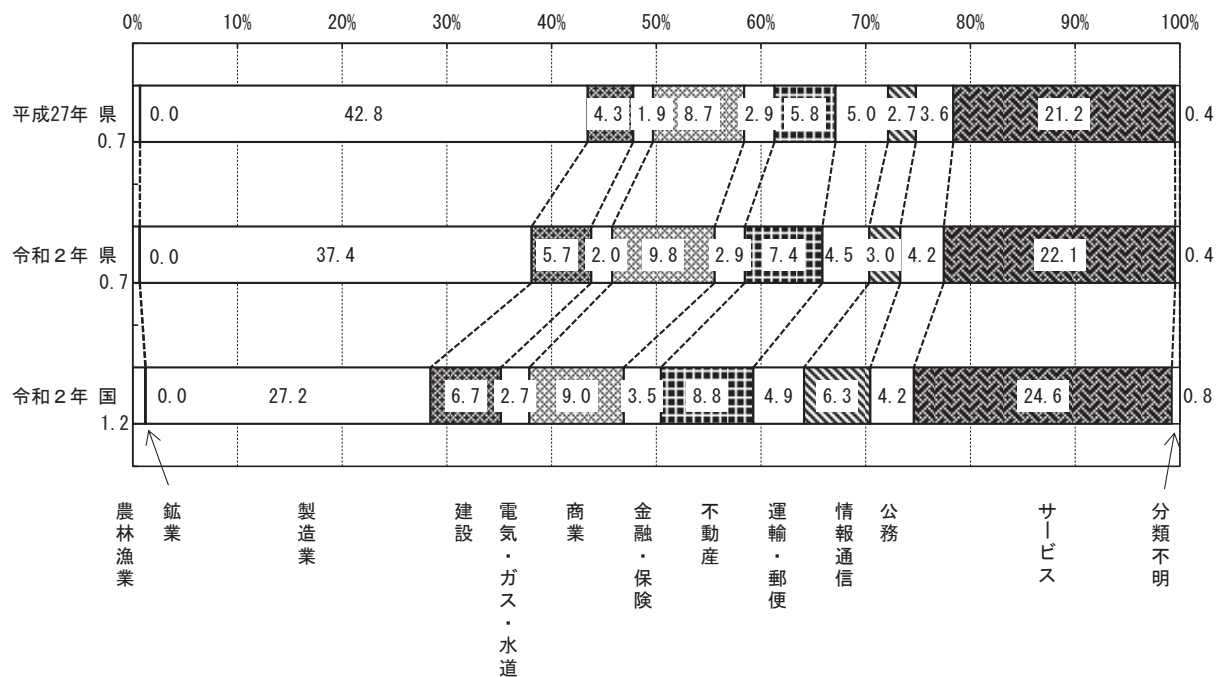 0% 10% 20% 30% 40% 50% 60% 70% 80% 90% 100%
平成27年 県 0.0 42.8 4.3 1.9 8.7 2.9 5.8 5.0 2.7 3.6 21.2 0.4
0.7
令和2年 県 0.0 37.4 5.7 2.0 9.8 2.9 7.4 4.5 3.0 4.2 22.1 0.4
0.7
令和2年 国 0.0 27.2 6.7 2.7 9.0 3.5 8.8 4.9 6.3 4.2 24.6 0.8
1.2
農林漁業
鉱業
製造業
建設
電気・ガス・水道
商業
金融・保険
不動産
運輸・郵便
情報通信
公務
サービス
分類不明